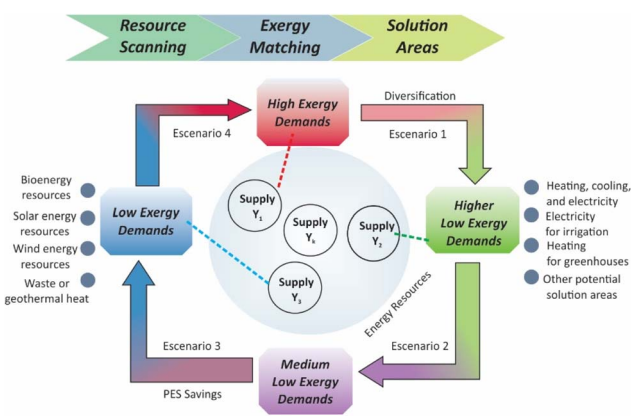 Resource
Scanning
Exergy
Matching
Solution
Areas
High Exergy
Demands
Diversification
Escenario 4
Escenario 1
Bioenergy
resources
Solar energy
resources
Wind energy
resources
Waste or
geothermal heat
Low Exergy
Demands
Supply
Y1
Supply
Yk
Supply
Y2
Supply
Y3
Higher
Low Exergy
Demands
Heating, cooling,
and electricity
Electricity
for irrigation
Heating
for greenhouses
Other potential
solution areas
Energy Resources
Escenario 3
Escenario 2
PES Savings
Medium
Low Exergy
Demands